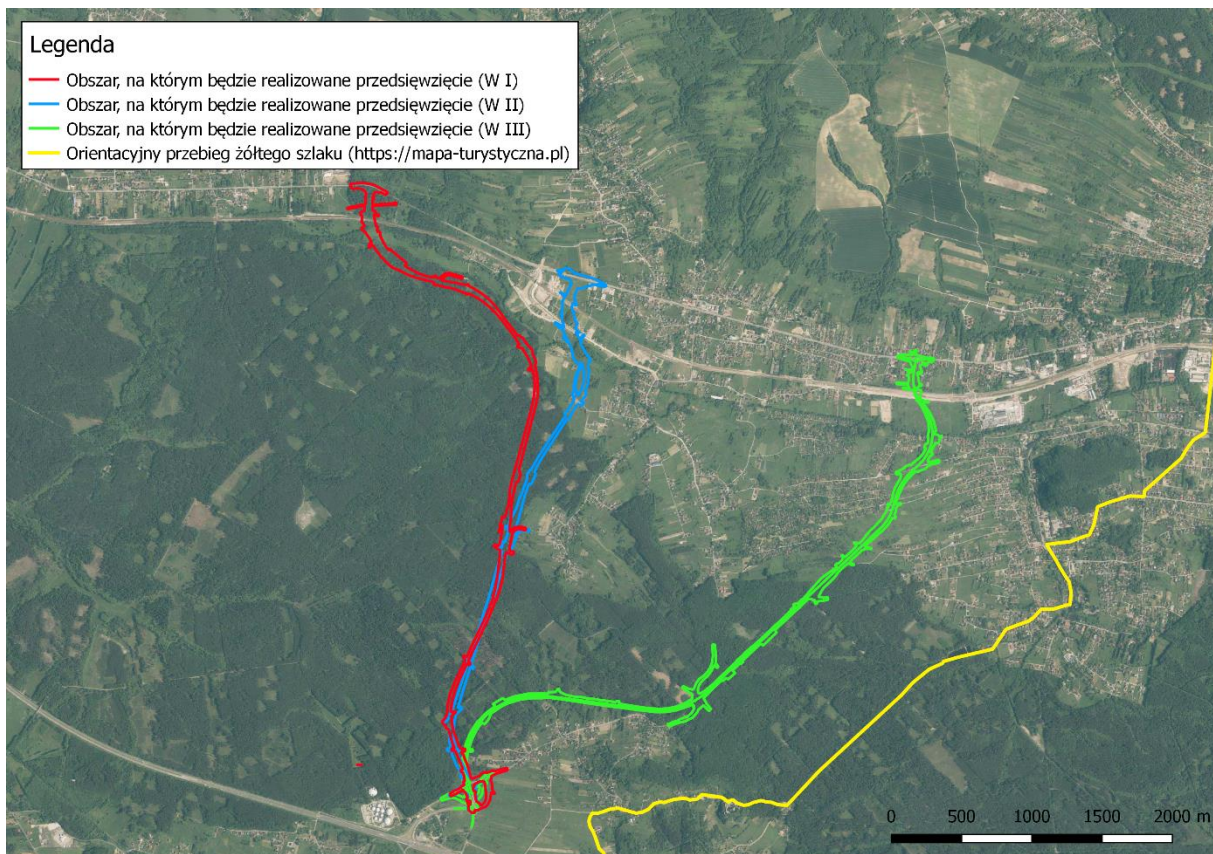 Legenda
Obszar, na którym będzie realizowane przedsięwzięcie (W I)
Obszar, na którym będzie realizowane przedsięwzięcie (W II)
Obszar, na którym będzie realizowane przedsięwzięcie (W III)
Orientacyjny przebieg żółtego szlaku (https://mapa-turystyczna.pl)
0 500 1000 1500 2000 m